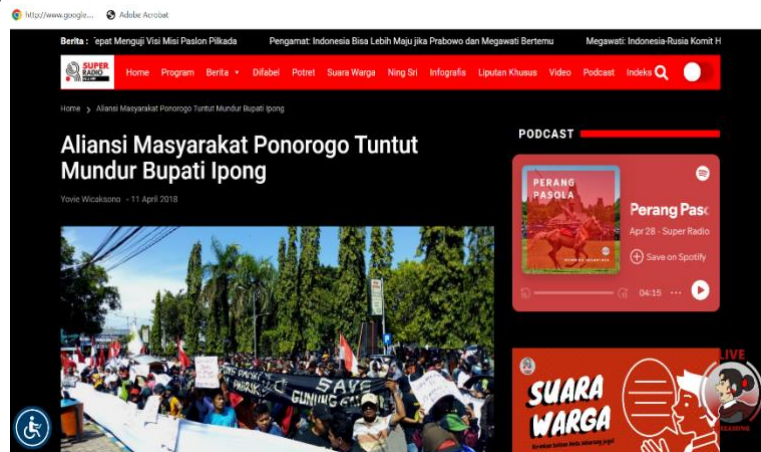 http://www.google...
Adobe Acrobat
Berita : Tepat Menguji Visi Misi Paslon Pilkada Pengamat: Indonesia Bisa Lebih Maju jika Prabowo dan Megawati Bertemu Megawati: Indonesia-Rusia Komit H
SUPER
RADIO
Home Program Berita Difabel Potret Suara Warga Ning Sri Infografis Liputan Khusus Video Podcast Indeks
Home > Aliansi Masyarakat Ponorogo Tuntut Mundur Bupati Ipong
Aliansi Masyarakat Ponorogo Tuntut
Mundur Bupati Ipong
Yovie Wicaksono - 11 April 2018
PODCAST
PERANG
PASOLA
Perang Pas
Apr 28 - Super Radio
Save on Spotify
04:15
SAVE
LIVE
SUARA
WARGA